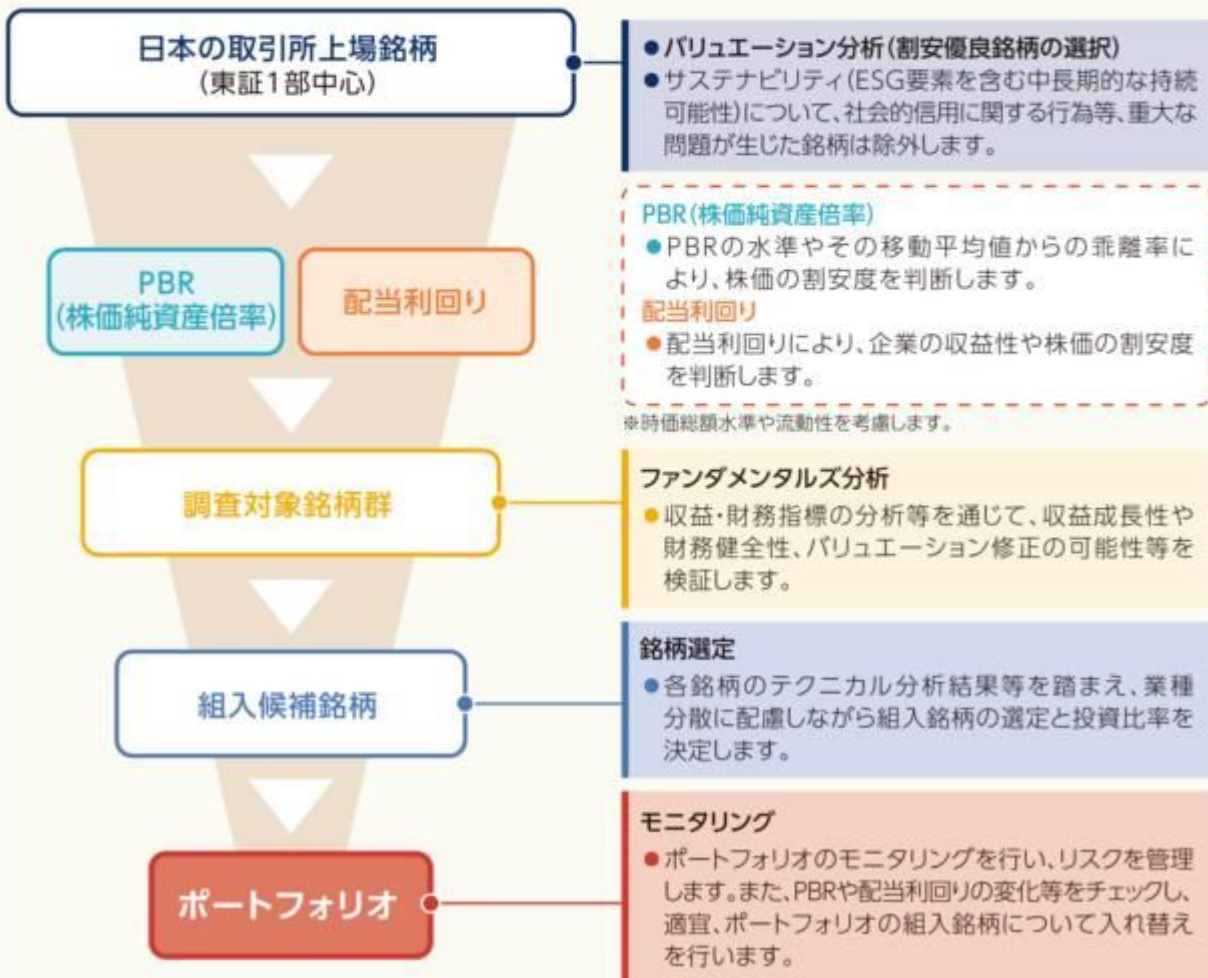 日本の取引所上場銘柄
(東証1部中心)
●バリュエーション分析(割安優良銘柄の選択)
●サステナビリティ(ESG要素を含む中長期的な持続
可能性)について、社会的信用に関する行為等、重大な
問題が生じた銘柄は除外します。
PBR
(株価純資産倍率)
配当利回り
PBR(株価純資産倍率)
●PBRの水準やその移動平均値からの乖離率に
より、株価の割安度を判断します。
配当利回り
●配当利回りにより、企業の収益性や株価の割安度
を判断します。
※時価総額水準や流動性を考慮します。
調査対象銘柄群
ファンダメンタルズ分析
●収益・財務指標の分析等を通じて、収益成長性や
財務健全性、バリュエーション修正の可能性等を
検証します。
組入候補銘柄
銘柄選定
●各銘柄のテクニカル分析結果等を踏まえ、業種
分散に配慮しながら組入銘柄の選定と投資比率を
決定します。
ポートフォリオ
モニタリング
●ポートフォリオのモニタリングを行い、リスクを管理
します。また、PBRや配当利回りの変化等をチェックし、
適宜、ポートフォリオの組入銘柄について入れ替え
を行います。